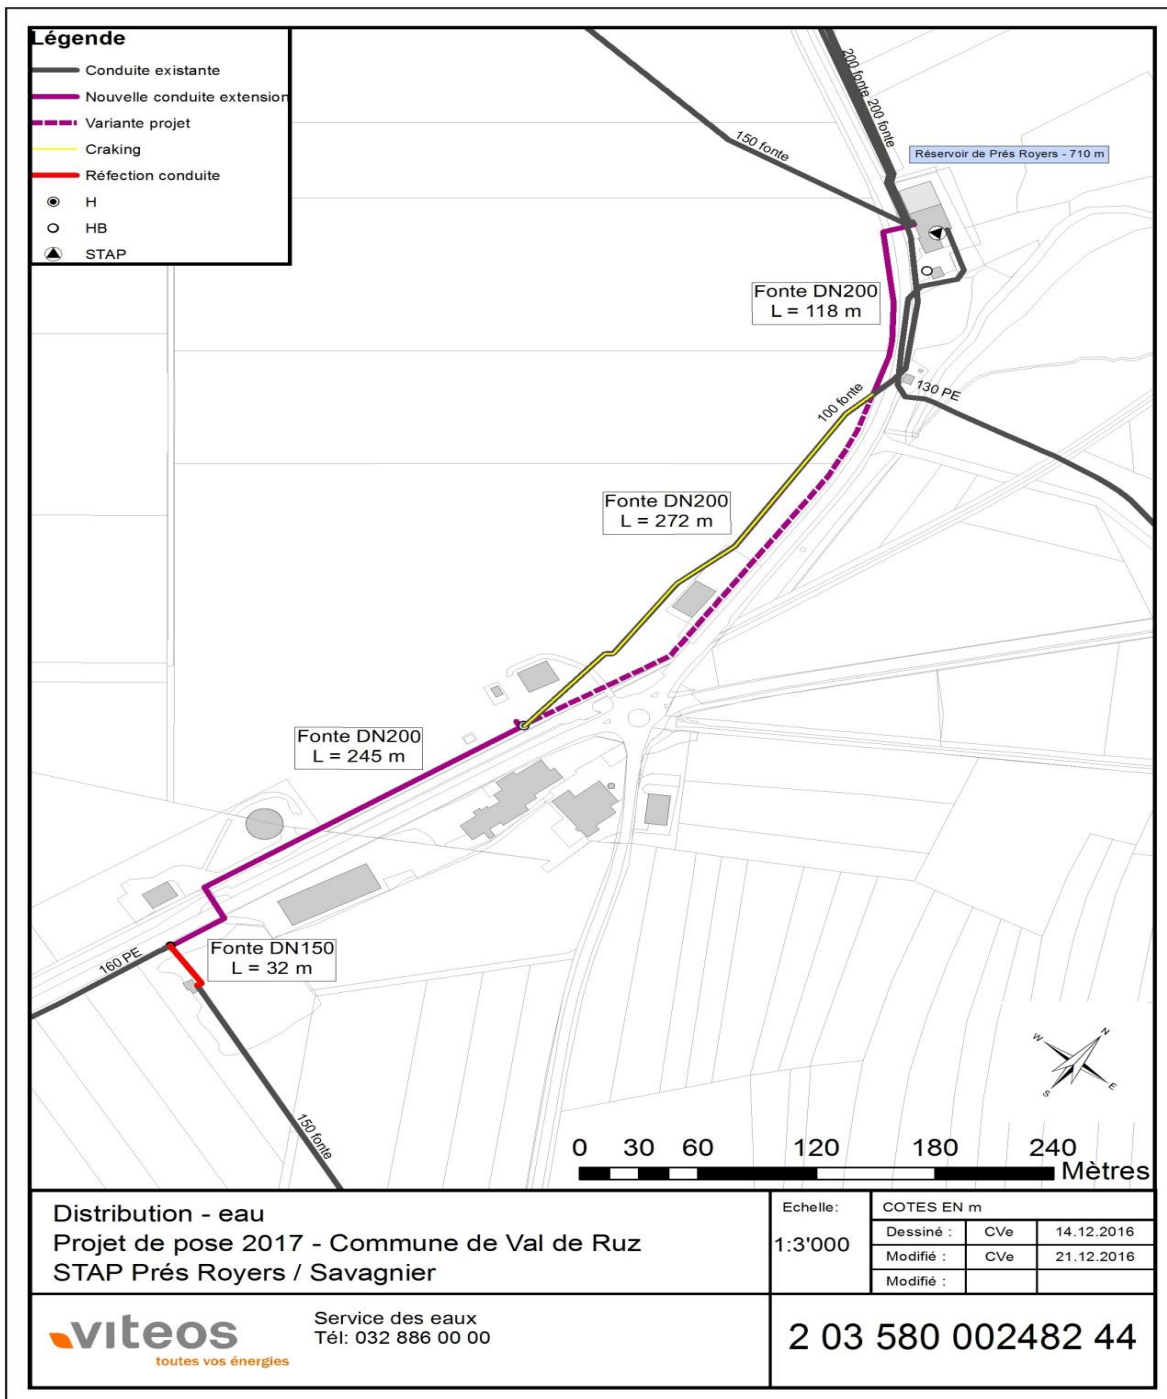 Légende
Conduite existante
Nouvelle conduite extension
Variante projet
Craking
Réfection conduite
H
HB
STAP
200 fonte 200 fonte
150 fonte
Réservoir de Prés Royers - 710 m
Fonte DN200
L = 118 m
130 PE
100 fonte
Fonte DN200
L = 272 m
Fonte DN200
L = 245 m
Fonte DN150
L = 32 m
160 PE
150 fonte
N
W
E
S
0 30 60 120 180 240
Mètres
Distribution - eau
Projet de pose 2017 - Commune de Val de Ruz
STAP Prés Royers / Savagnier
Echelle:
1:3'000
COTES EN m
Dessiné : CVe 14.12.2016
Modifié : CVe 21.12.2016
Modifié :
viteos
toutes vos énergies
Service des eaux
Tél: 032 886 00 00
2 03 580 002482 44